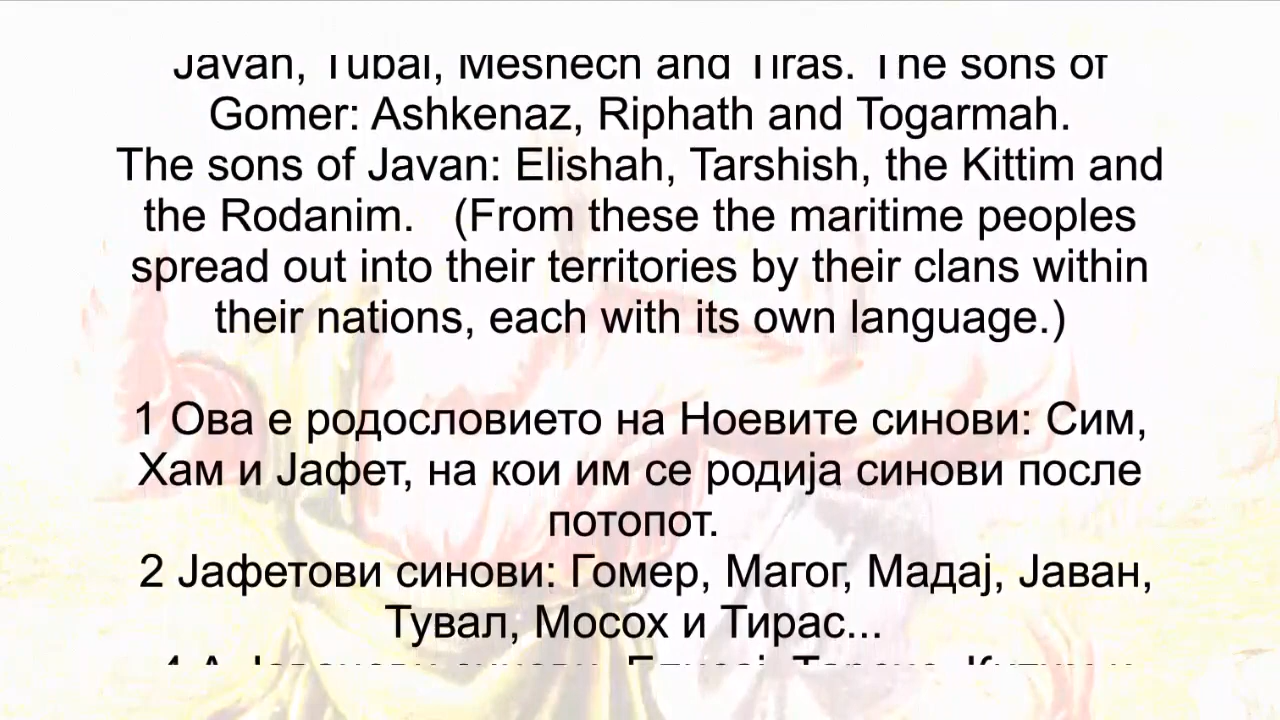 Javan, Tubal, Meshech and Tiras. The sons of
Gomer: Ashkenaz, Riphath and Togarmah.
The sons of Javan: Elishah, Tarshish, the Kittim and
the Rodanim. (From these the maritime peoples
spread out into their territories by their clans within
their nations, each with its own language.)
1 Ова е родословието на Ноевите синови: Сим,
Хам и Јафет, на кои им се родија синови после
потопот.
2 Јафетови синови: Гомер, Магог, Мадај, Јаван,
Тувал, Мосох и Тирас...